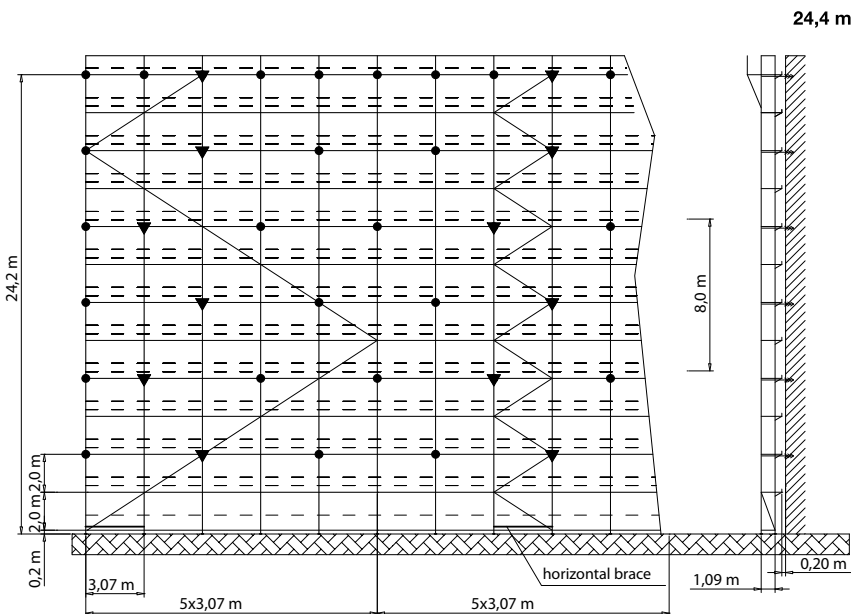 24,4 m
24,2 m
8,0 m
2,0 m
2,0 m
0,2 m
3,07 m
5x3,07 m
5x3,07 m
horizontal brace
1,09 m
0,20 m